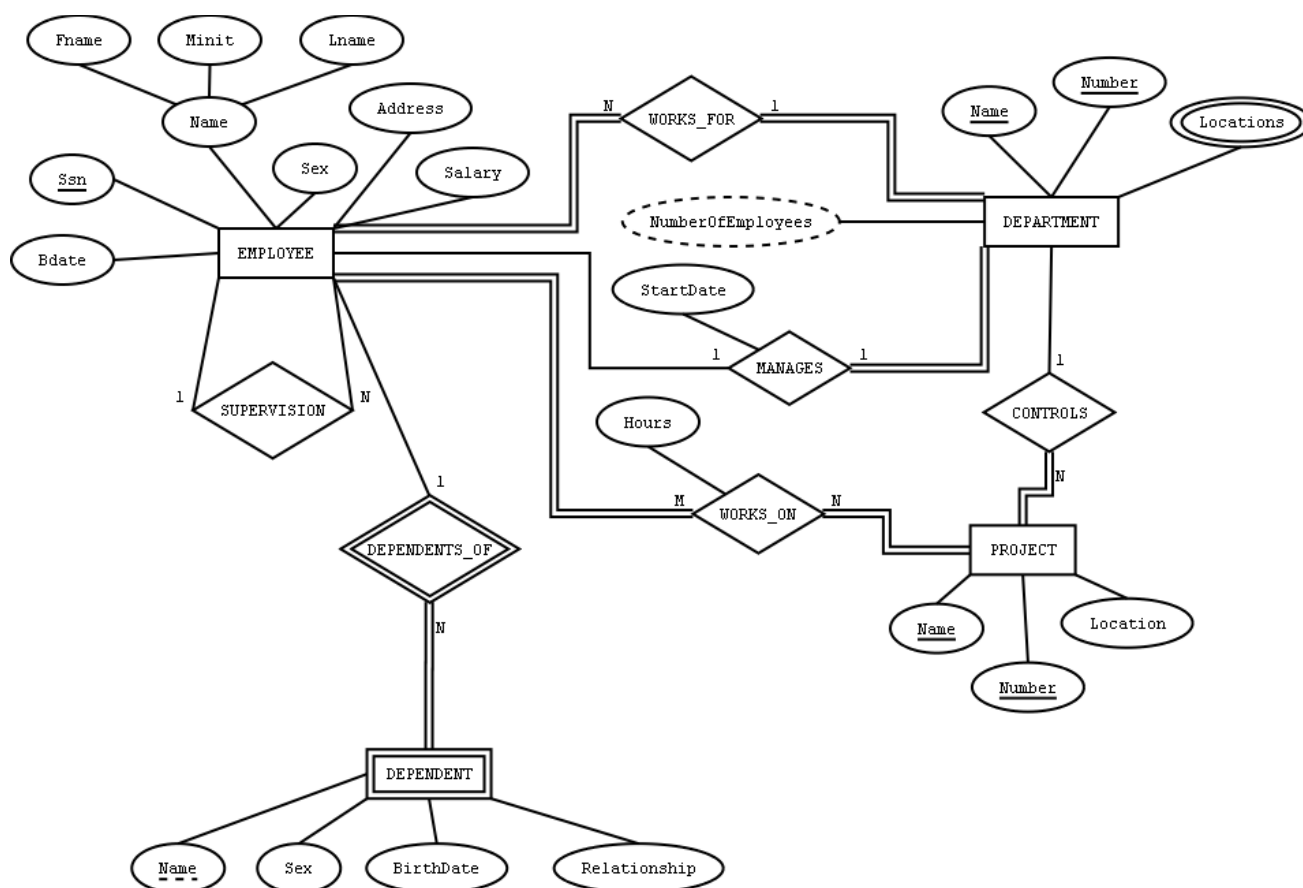 Fname
Minit
Lname
Name
Address
Ssn
Sex
Salary
Bdate
EMPLOYEE
N
WORKS_FOR
1
Name
Number
Locations
NumberOfEmployees
DEPARTMENT
StartDate
1
MANAGES
1
1
SUPERVISION
N
1
CONTROLS
N
Hours
M
WORKS_ON
N
PROJECT
Name
Number
Location
1
DEPENDENTS_OF
N
DEPENDENT
Name
Sex
BirthDate
Relationship